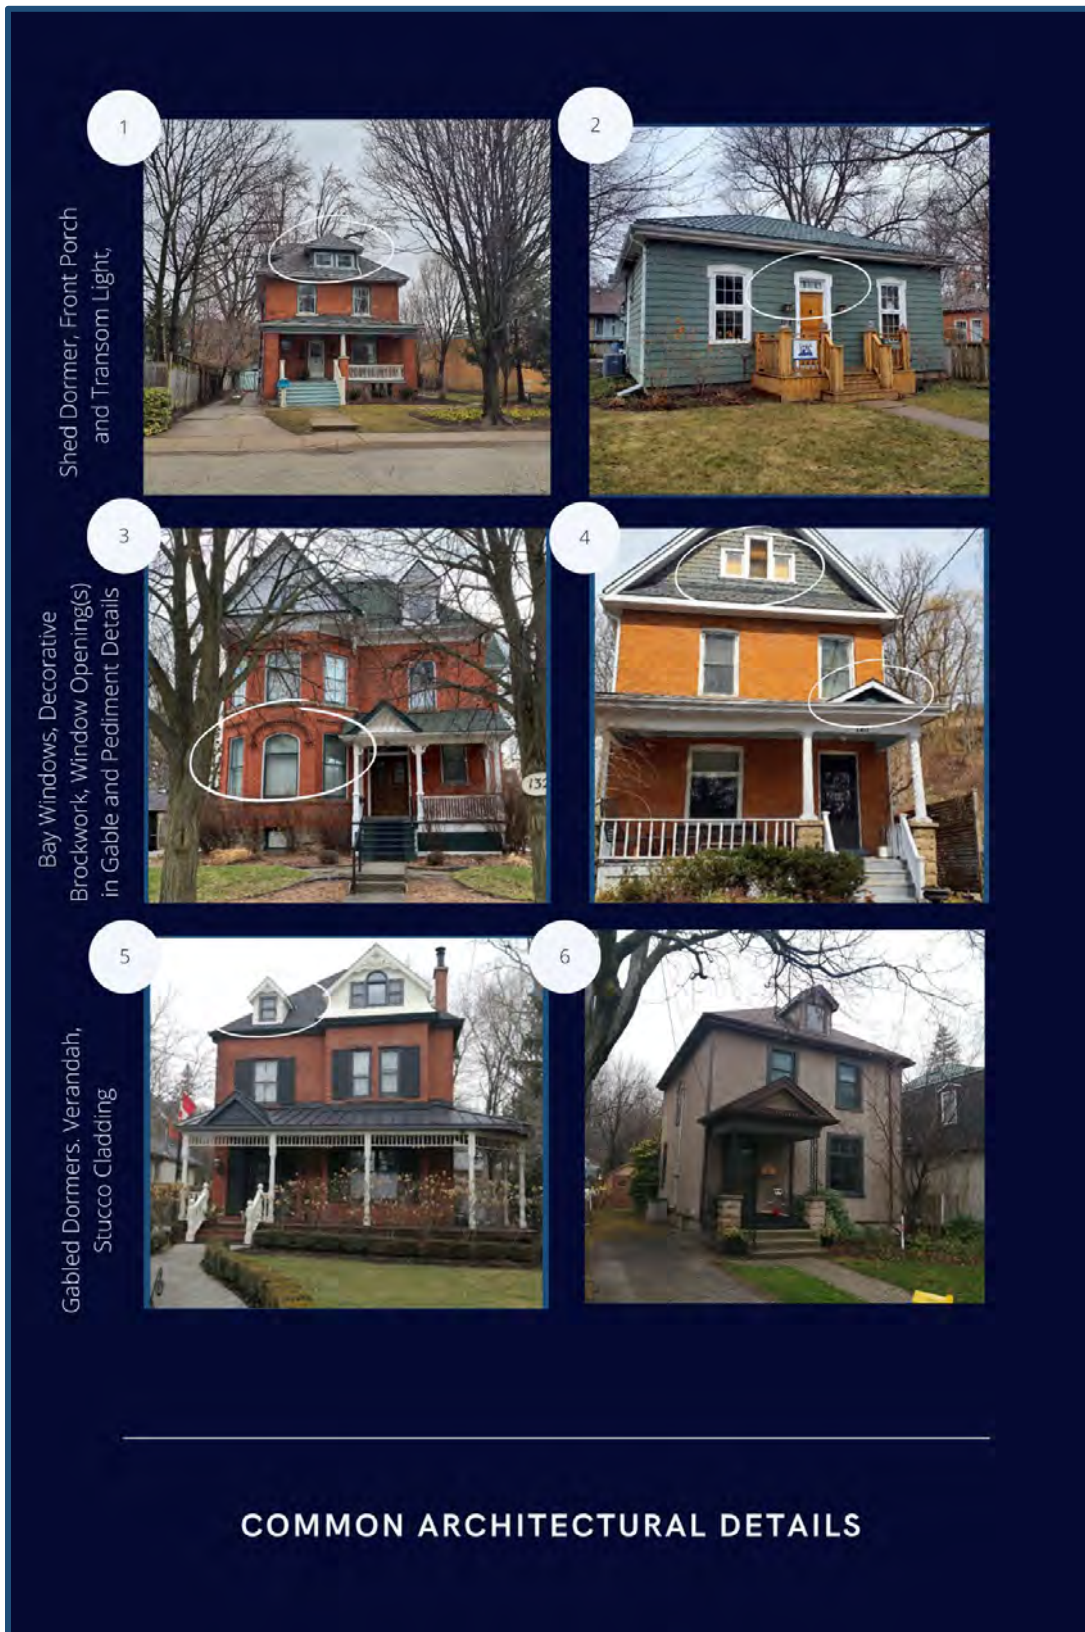 1
2
Shed Dormer, Front Porch
and Transom Light,
3
4
Bay Windows, Decorative
Brockwork, Window Opening(s)
in Gable and Pediment Details
132
5
6
Gabled Dormers. Verandah,
Stucco Cladding
COMMON ARCHITECTURAL DETAILS